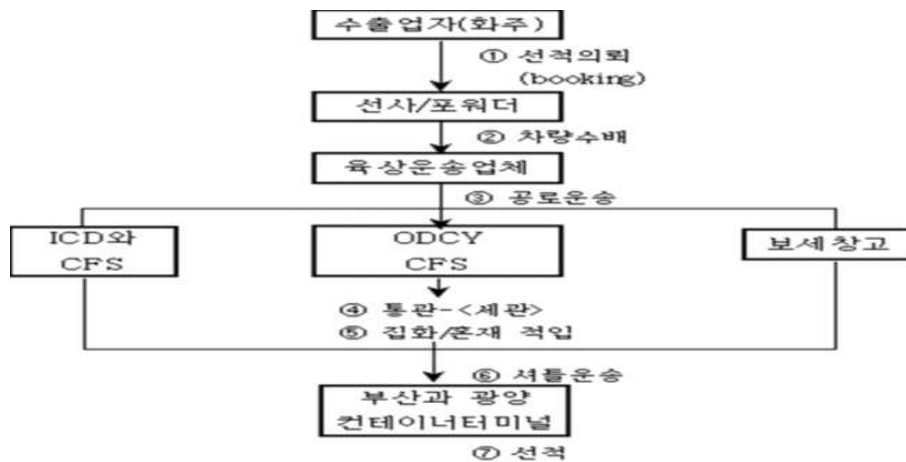 수출업자(화주)
① 선적의뢰
(booking)
선사/포워더
② 차량수배
육상운송업체
③ 공로운송
ICD와
CFS
ODCY
CFS
보세창고
④ 통관-<세관>
⑤ 집화/혼재 적입
⑥ 셔틀운송
부산과 광양
컨테이너터미널
⑦ 선적